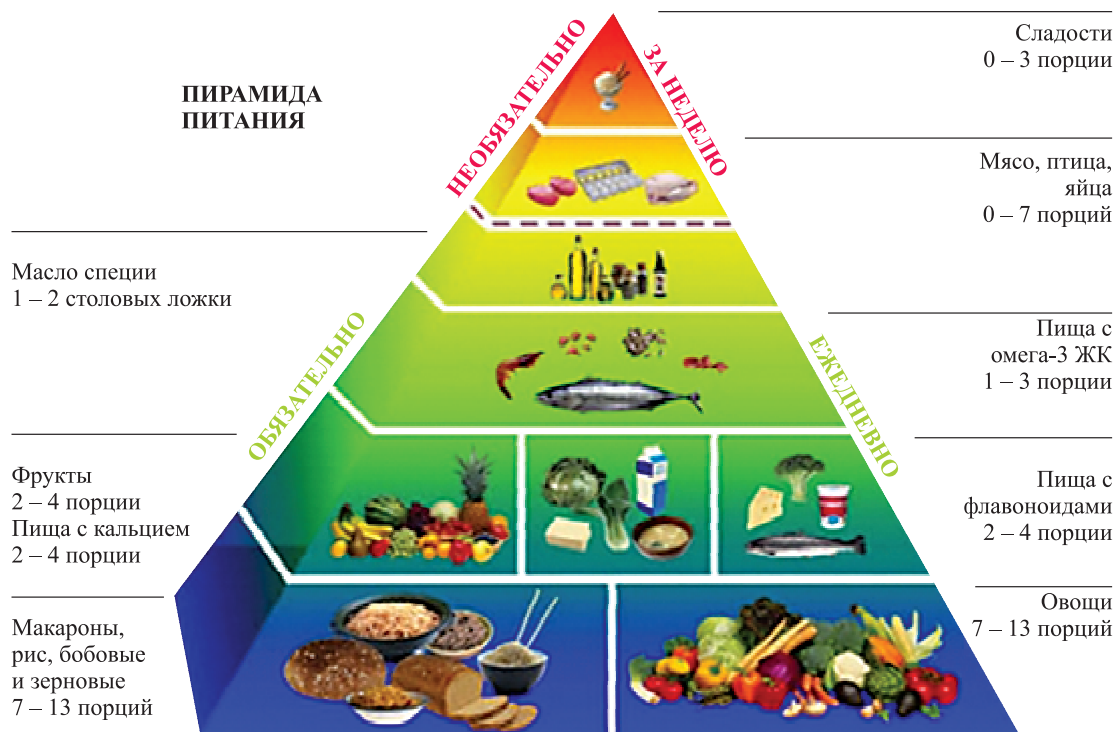 ПИРАМИДА
ПИТАНИЯ
НЕОБЯЗАТЕЛЬНО
ЗА НЕДЕЛЮ
Сладости
0 – 3 порции
Мясо, птица,
яйца
0 – 7 порций
Масло специи
1 – 2 столовых ложки
ОБЯЗАТЕЛЬНО
ЕЖЕДНЕВНО
Пища с
омега-3 ЖК
1 – 3 порции
Фрукты
2 – 4 порции
Пища с кальцием
2 – 4 порции
Пища с
флавоноидами
2 – 4 порции
Макароны,
рис, бобовые
и зерновые
7 – 13 порций
Овощи
7 – 13 порций